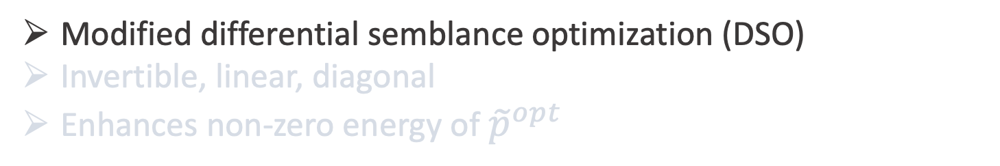 ➢ Modified differential semblance optimization (DSO)
➢ Invertible, linear, diagonal
➢ Enhances non-zero energy of p̃^opt